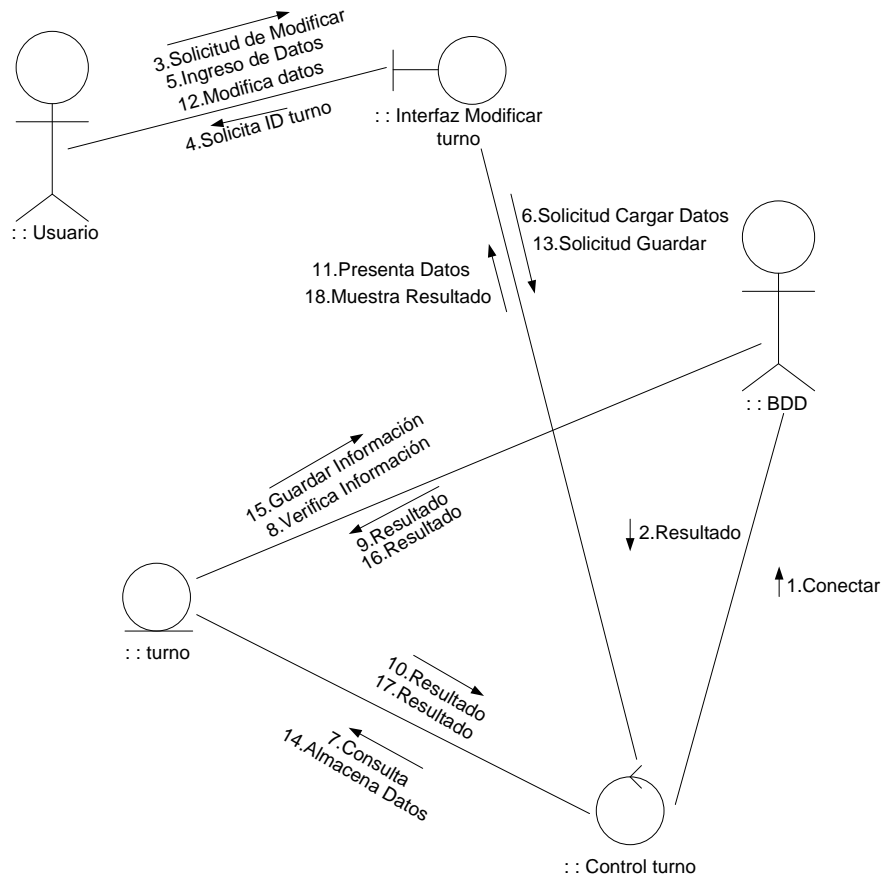 3.Solicitud de Modificar
5.Ingreso de Datos
12.Modifica datos
4.Solicita ID turno
: : Interfaz Modificar
turno
: : Usuario
6.Solicitud Cargar Datos
13.Solicitud Guardar
11.Presenta Datos
18.Muestra Resultado
: : BDD
15.Guardar Información
8.Verifica Información
9.Resultado
16.Resultado
2.Resultado
1.Conectar
: : turno
10.Resultado
17.Resultado
7.Consulta
14.Almacena Datos
: : Control turno